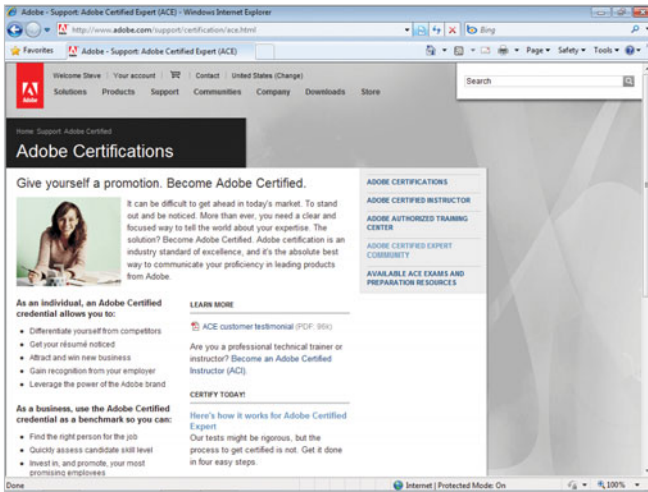 Adobe - Support: Adobe Certified Expert (ACE) - Windows Internet Explorer
http://www.adobe.com/support/certification/ace.html
Bing
Favorites
Adobe - Support: Adobe Certified Expert (ACE)
Page
Safety
Tools
Welcome Steve | Your account | Contact | United States (Change)
Search
Adobe
Solutions Products Support Communities Company Downloads Store
Home Support Adobe Certified
Adobe Certifications
Give yourself a promotion. Become Adobe Certified.
It can be difficult to get ahead in today's market. To stand
out and be noticed. More than ever, you need a clear and
focused way to tell the world about your expertise. The
solution? Become Adobe Certified. Adobe certification is an
industry standard of excellence, and it's the absolute best
way to communicate your proficiency in leading products
from Adobe.
As an individual, an Adobe Certified
credential allows you to:
Differentiate yourself from competitors
Get your résumé noticed
Attract and win new business
Gain recognition from your employer
Leverage the power of the Adobe brand
As a business, use the Adobe Certified
credential as a benchmark so you can:
Find the right person for the job
Quickly assess candidate skill level
Invest in, and promote, your most
promising employees
LEARN MORE
ACE customer testimonial (PDF: 96k)
Are you a professional technical trainer or
instructor? Become an Adobe Certified
Instructor (ACI).
CERTIFY TODAY!
Here's how it works for Adobe Certified
Expert
Our tests might be rigorous, but the
process to get certified is not. Get it done
in four easy steps.
ADOBE CERTIFICATIONS
ADOBE CERTIFIED INSTRUCTOR
ADOBE AUTHORIZED TRAINING
CENTER
ADOBE CERTIFIED EXPERT
COMMUNITY
AVAILABLE ACE EXAMS AND
PREPARATION RESOURCES
Done
Internet | Protected Mode: On
100%